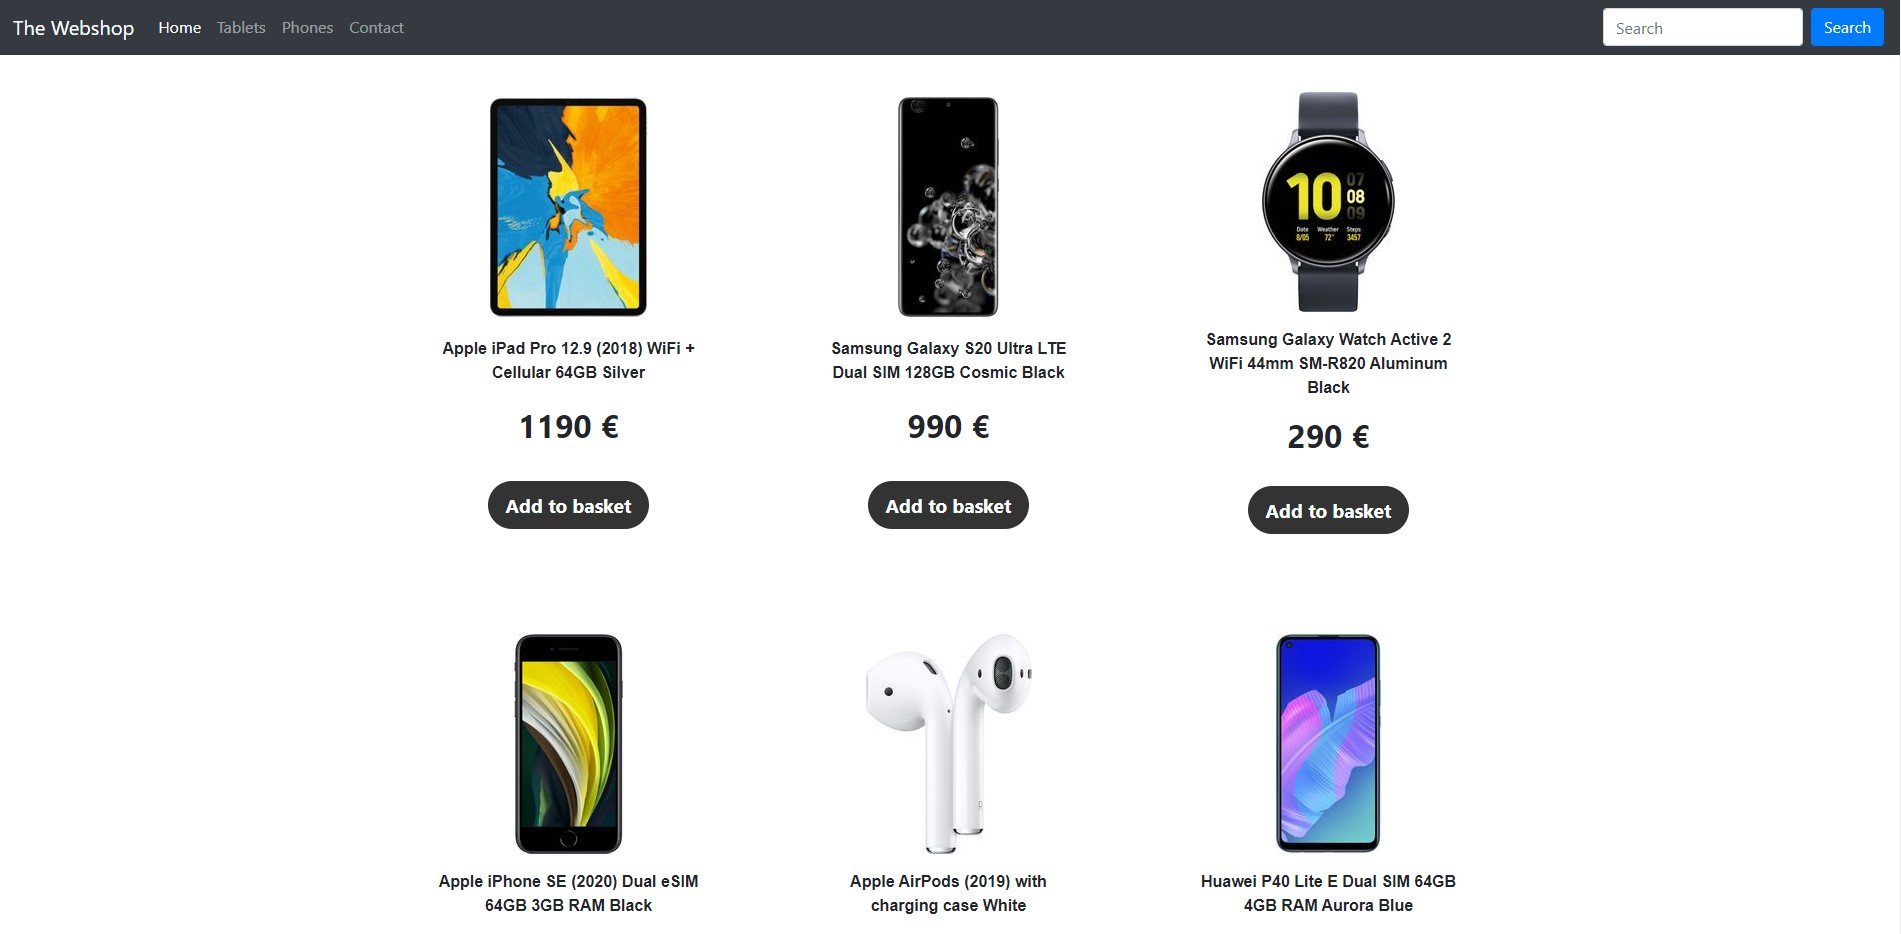 The Webshop Home Tablets Phones Contact Search Search
10 07
08
09
Date Weather Steps
8/05 72° 3457
Apple iPad Pro 12.9 (2018) WiFi +
Cellular 64GB Silver
1190 €
Add to basket
Samsung Galaxy S20 Ultra LTE
Dual SIM 128GB Cosmic Black
990 €
Add to basket
Samsung Galaxy Watch Active 2
WiFi 44mm SM-R820 Aluminum
Black
290 €
Add to basket
R
Apple iPhone SE (2020) Dual eSIM
64GB 3GB RAM Black
Apple AirPods (2019) with
charging case White
Huawei P40 Lite E Dual SIM 64GB
4GB RAM Aurora Blue